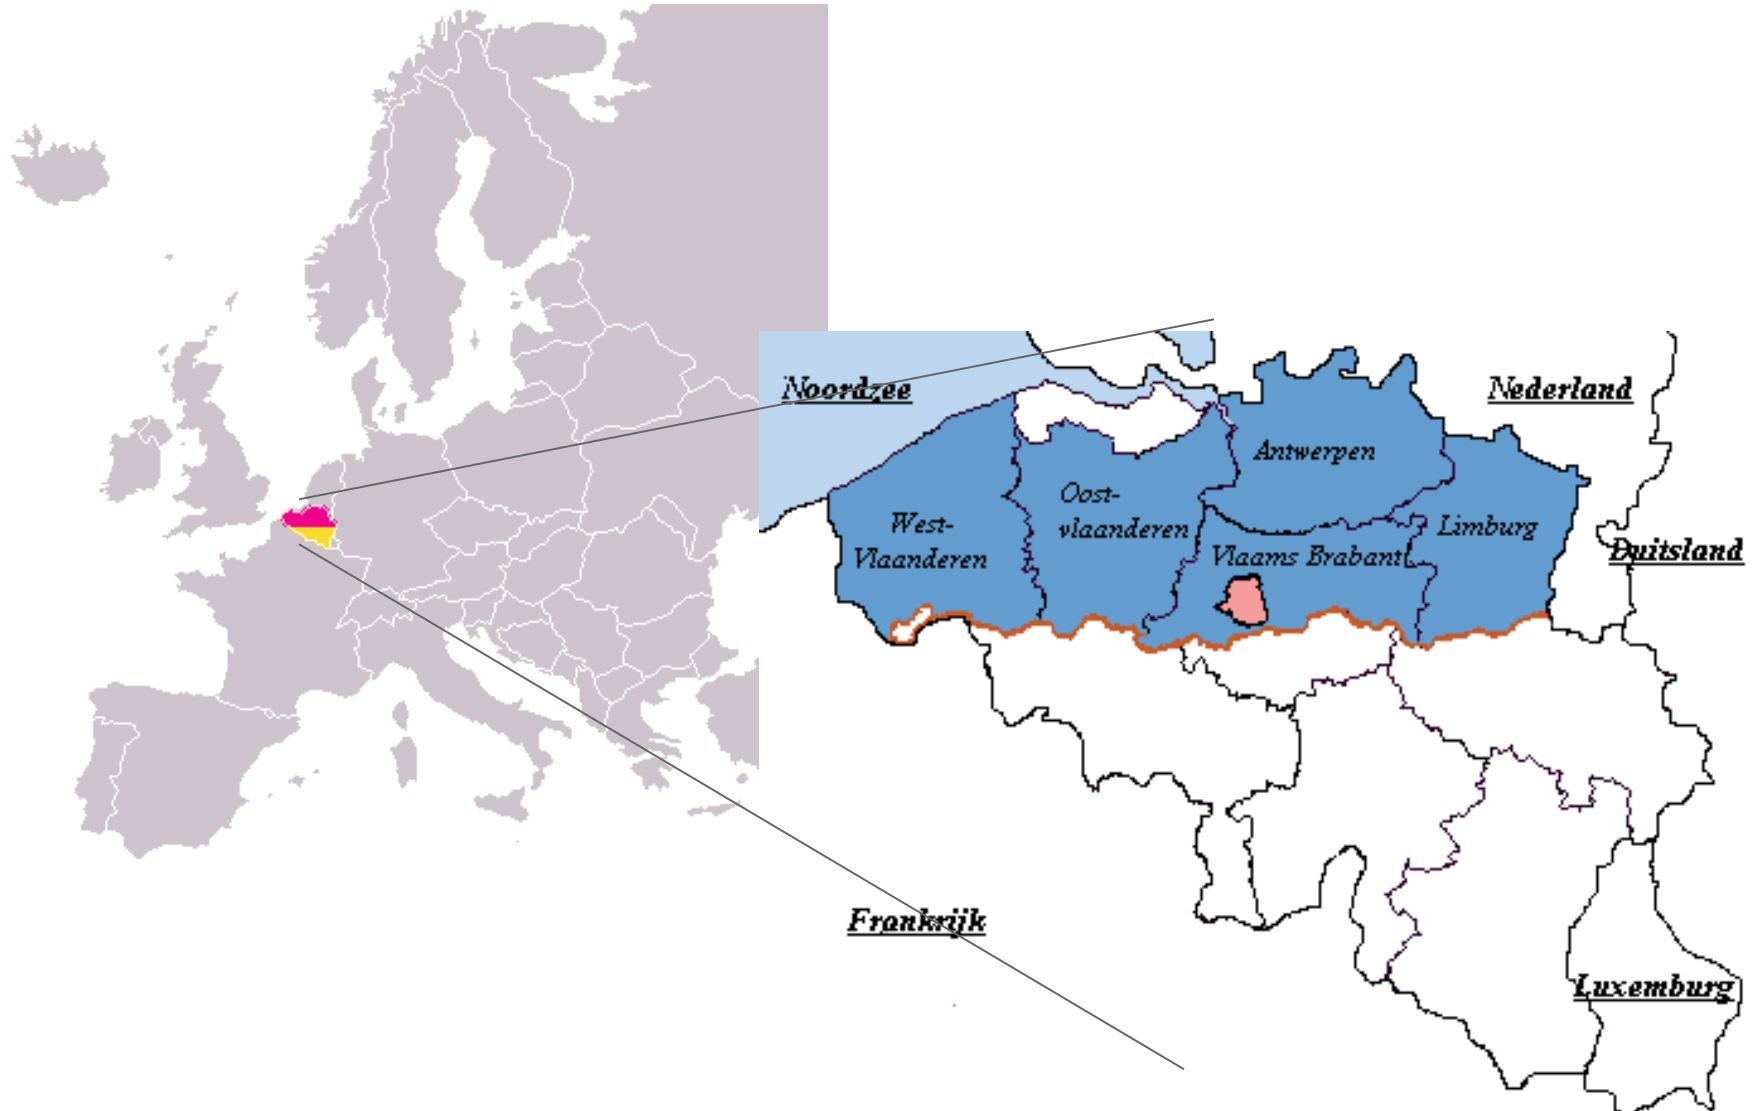 Noordzee
Nederland
Antwerpen
Oost-
vlaanderen
West-
Vlaanderen
Limburg
Vlaams Brabant
Duitsland
Frankrijk
Luxemburg